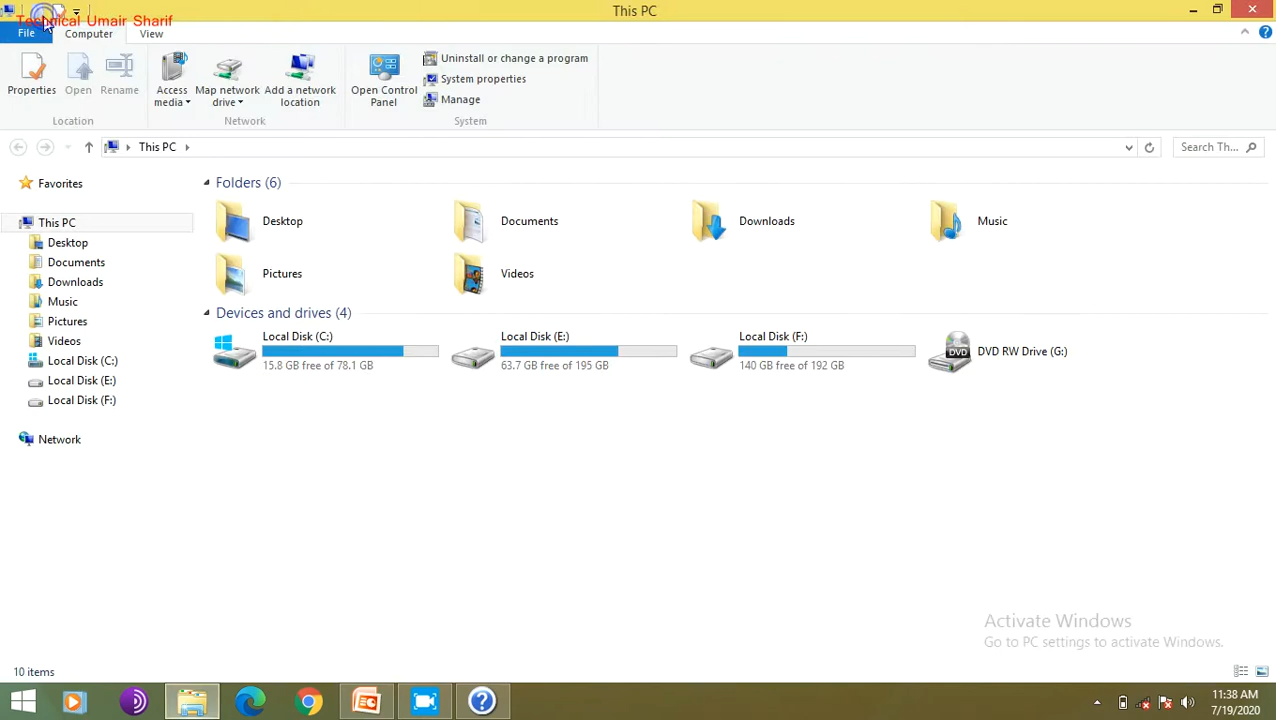 This PC
Technical Umair Sharif
File
Computer
View
Properties
Open
Rename
Access media
Map network drive
Add a network location
Open Control Panel
Uninstall or change a program
System properties
Manage
Location
Network
System
This PC
Search Th...
Favorites
This PC
Desktop
Documents
Downloads
Music
Pictures
Videos
Local Disk (C:)
Local Disk (E:)
Local Disk (F:)
Network
Folders (6)
Desktop
Documents
Downloads
Music
Pictures
Videos
Devices and drives (4)
Local Disk (C:)
15.8 GB free of 78.1 GB
Local Disk (E:)
63.7 GB free of 195 GB
Local Disk (F:)
140 GB free of 192 GB
DVD
DVD RW Drive (G:)
Activate Windows
Go to PC settings to activate Windows.
10 items
11:38 AM
7/19/2020